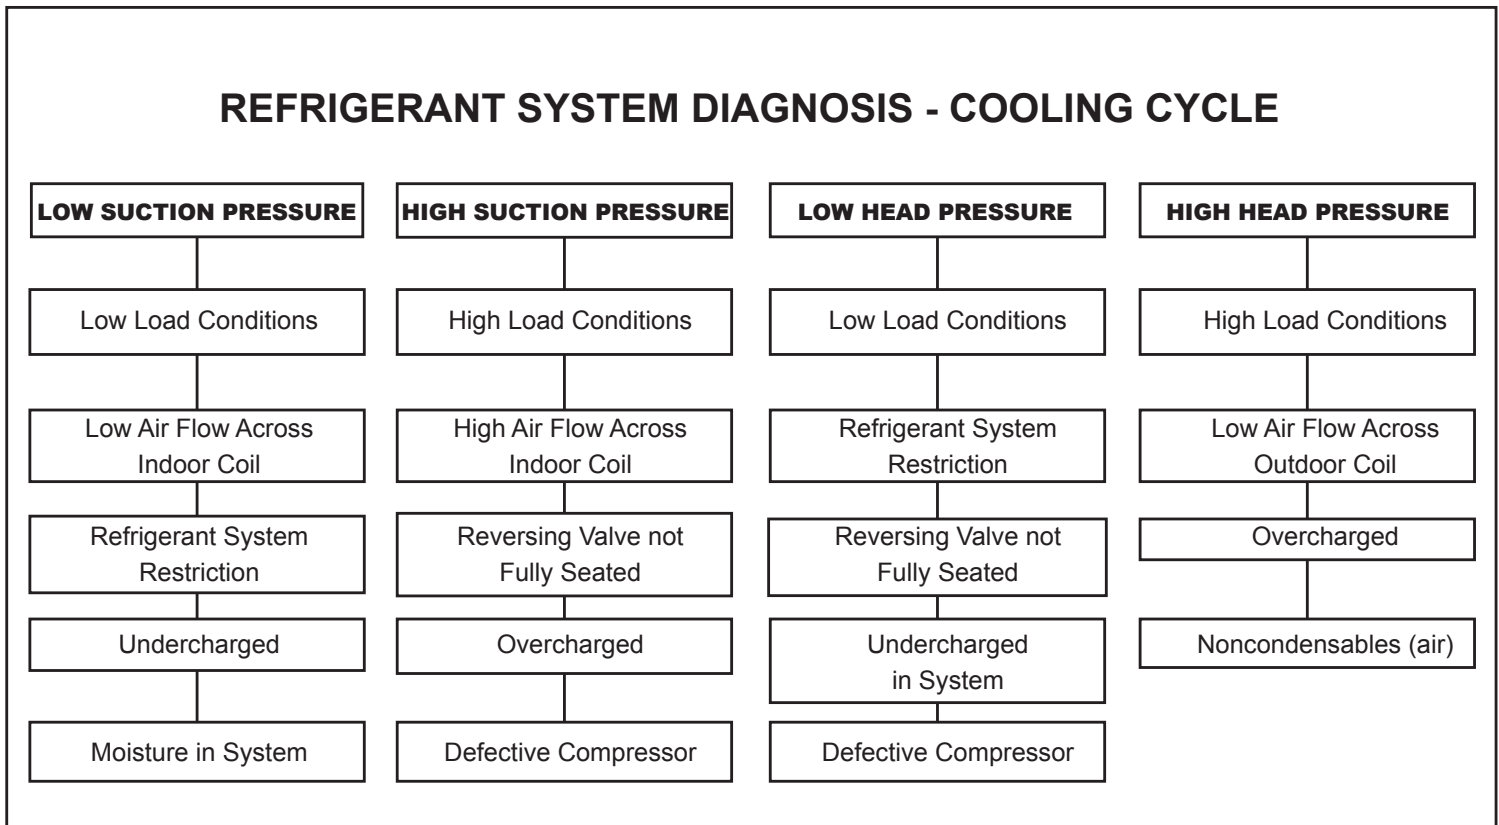 REFRIGERANT SYSTEM DIAGNOSIS - COOLING CYCLE
LOW SUCTION PRESSURE
Low Load Conditions
Low Air Flow Across
Indoor Coil
Refrigerant System
Restriction
Undercharged
Moisture in System
HIGH SUCTION PRESSURE
High Load Conditions
High Air Flow Across
Indoor Coil
Reversing Valve not
Fully Seated
Overcharged
Defective Compressor
LOW HEAD PRESSURE
Low Load Conditions
Refrigerant System
Restriction
Reversing Valve not
Fully Seated
Undercharged
in System
Defective Compressor
HIGH HEAD PRESSURE
High Load Conditions
Low Air Flow Across
Outdoor Coil
Overcharged
Noncondensables (air)